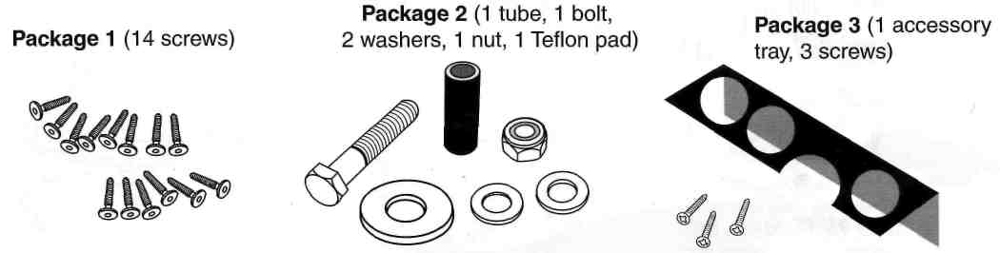 Package 1 (14 screws)
Package 2 (1 tube, 1 bolt,
2 washers, 1 nut, 1 Teflon pad)
Package 3 (1 accessory
tray, 3 screws)